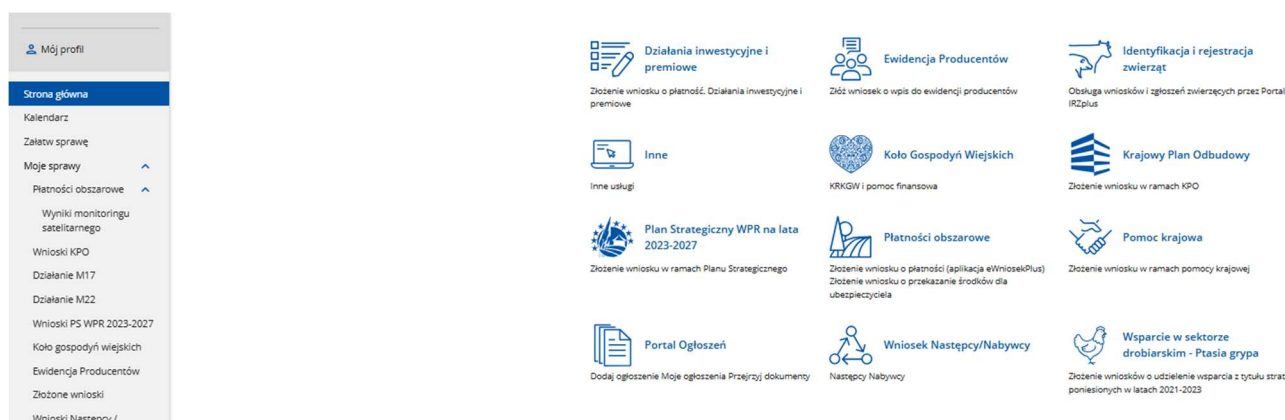 Mój profil
Strona główna
Kalendarz
Załatw sprawę
Moje sprawy
Płatności obszarowe
Wyniki monitoringu
satelitarnego
Wnioski KPO
Działanie M17
Działanie M22
Wnioski PS WPR 2023-2027
Koło gospodyń wiejskich
Ewidencja Producentów
Złożone wnioski
Wnioski Następcy /
Działania inwestycyjne i
premiowe
Złożenie wniosku o płatność. Działania inwestycyjne i
premiowe
Ewidencja Producentów
Złóż wniosek o wpis do ewidencji producentów
Identyfikacja i rejestracja
zwierząt
Obsługa wniosków i zgłoszeń zwierzęcych przez Portal
IRZplus
Inne
Inne usługi
Koło Gospodyń Wiejskich
KRKGW i pomoc finansowa
Krajowy Plan Odbudowy
Złożenie wniosku w ramach KPO
Plan Strategiczny WPR na lata
2023-2027
Złożenie wniosku w ramach Planu Strategicznego
Płatności obszarowe
Złożenie wniosku o płatności (aplikacja eWniosekPlus)
Złożenie wniosku o przekazanie środków dla
ubezpieczyciela
Pomoc krajowa
Złożenie wniosku w ramach pomocy krajowej
Portal Ogłoszeń
Dodaj ogłoszenie Moje ogłoszenia Przejrzyj dokumenty
Wniosek Następcy/Nabywcy
Następcy Nabywcy
Wsparcie w sektorze
drobiarskim - Ptasia grypa
Złożenie wniosków o udzielenie wsparcia z tytułu strat
poniesionych w latach 2021-2023